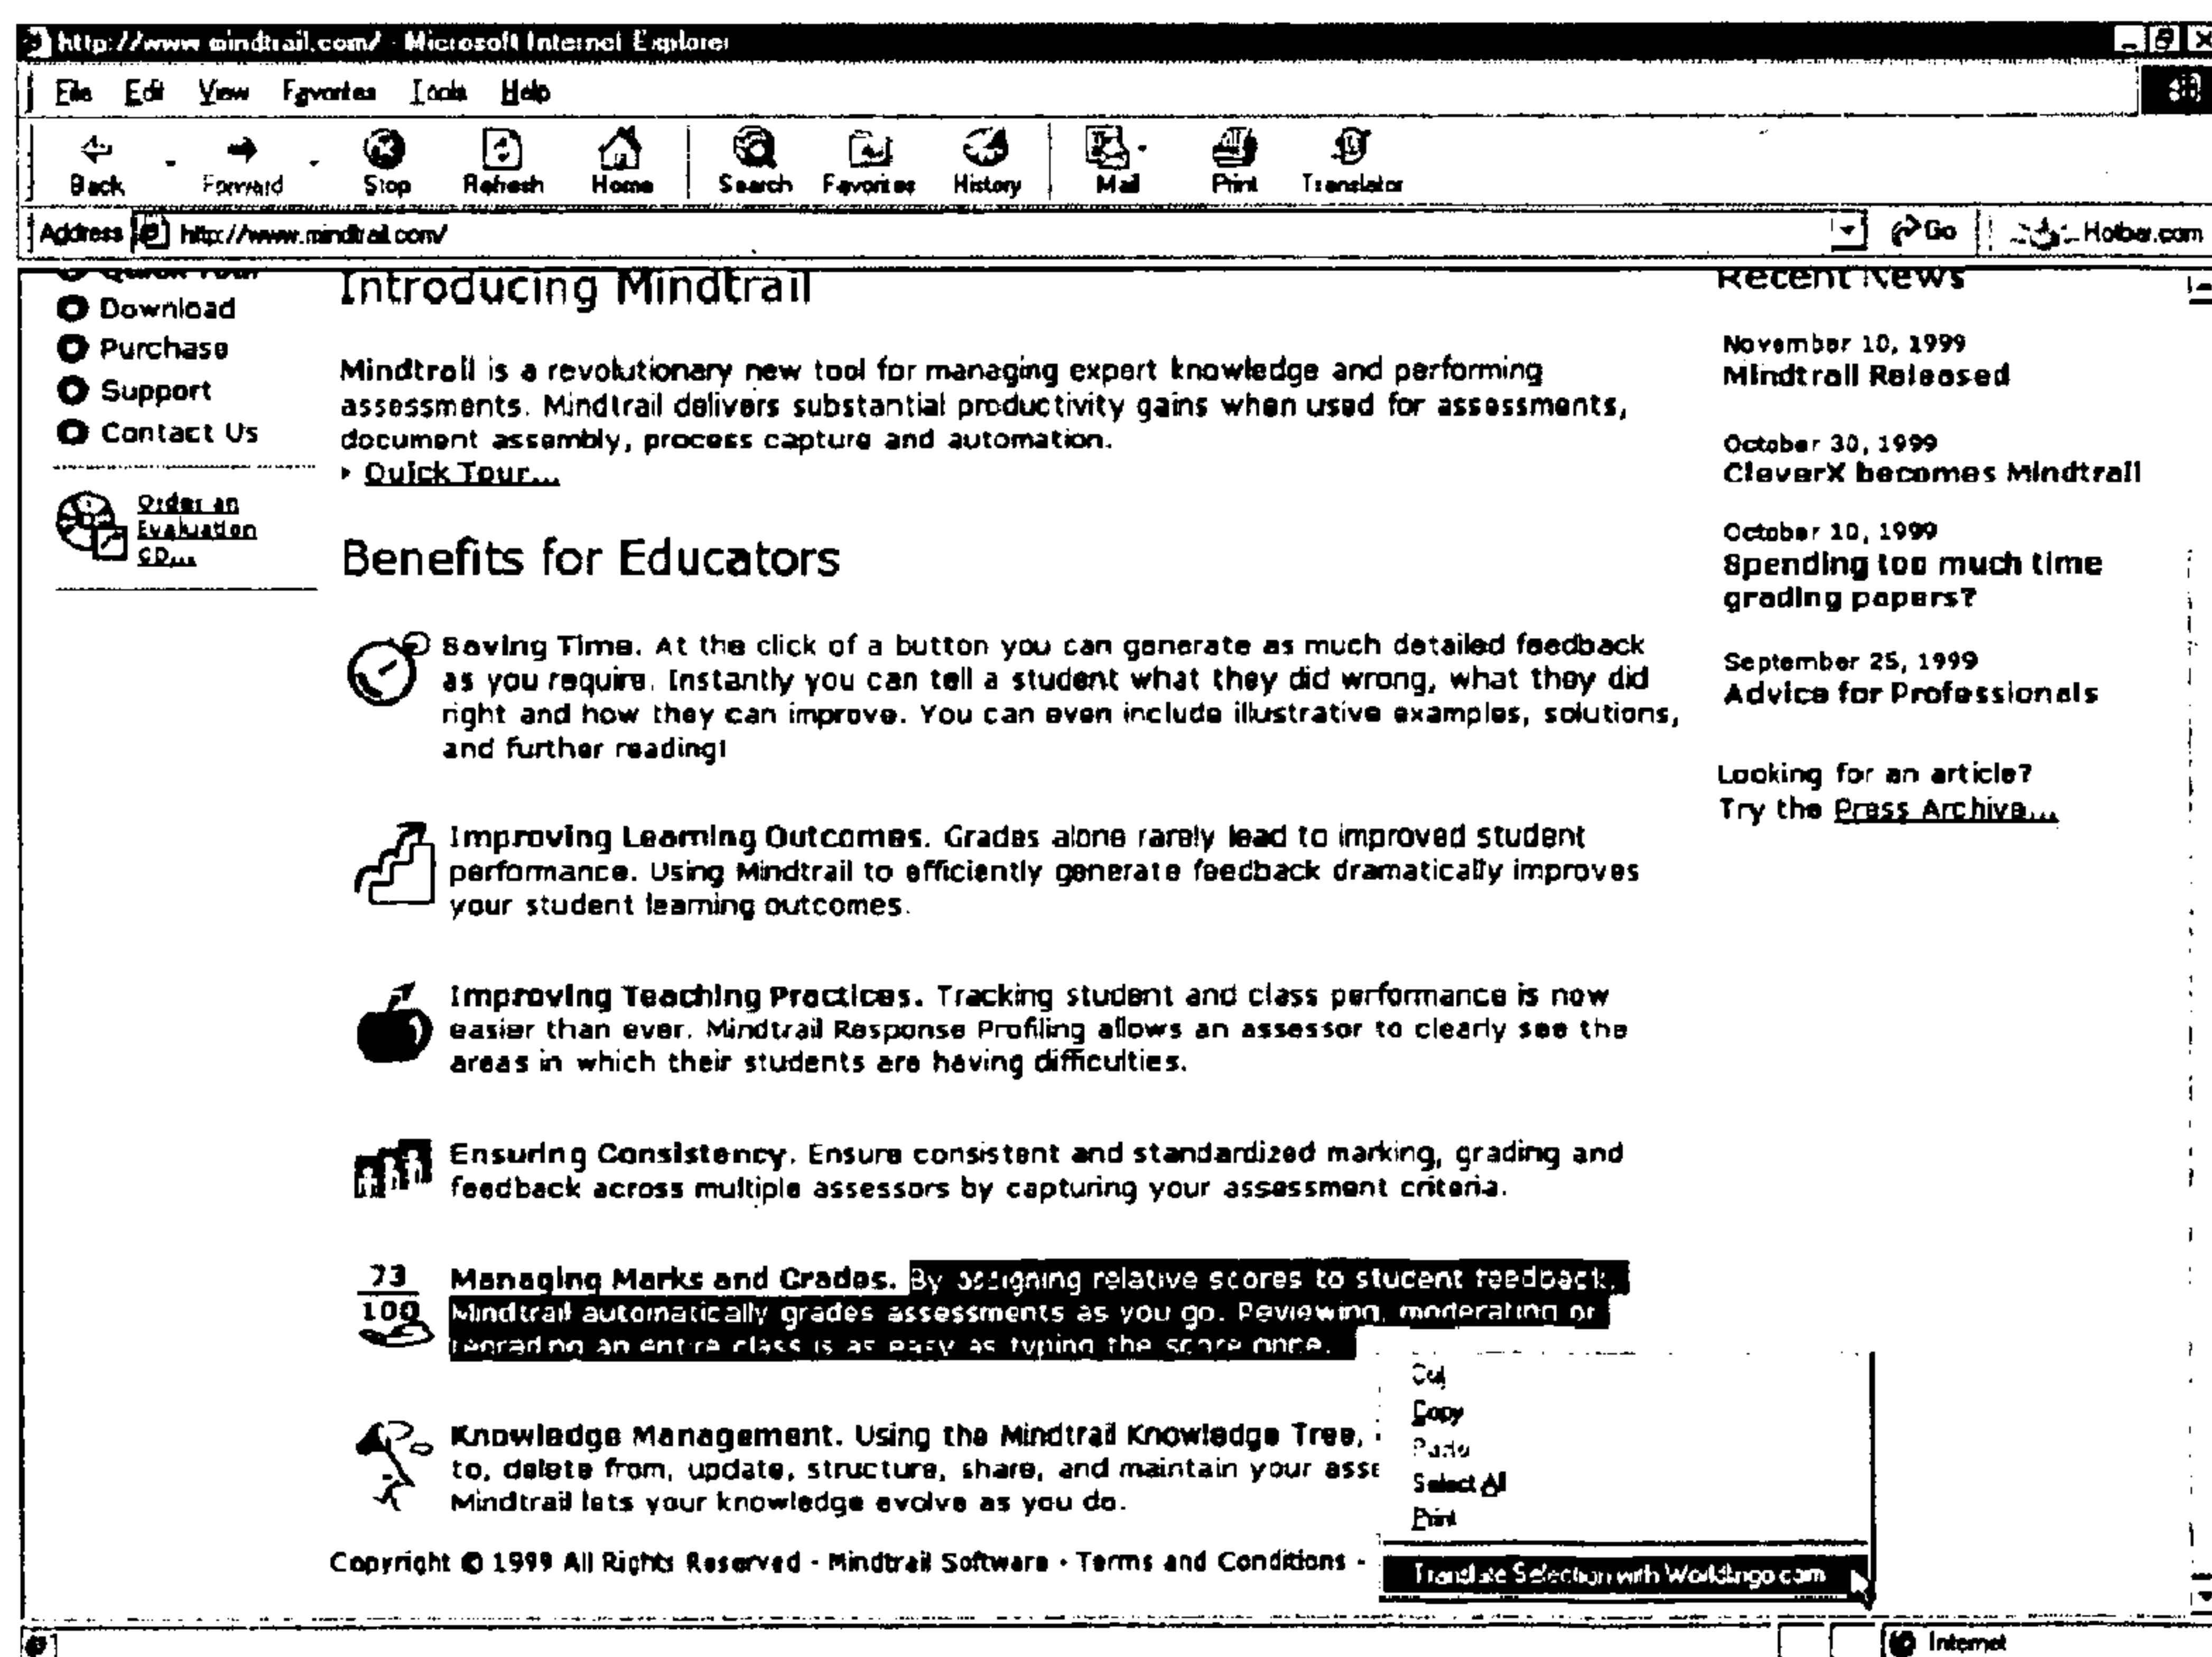 http://www.mindtrail.com/ - Microsoft Internet Explorer
File Edit View Favorites Tools Help
Back Forward Stop Refresh Home Search Favorites History Mail Print Translator
Address http://www.mindtrail.com/ Go Hotbar.com
Quick Tour
Download
Purchase
Support
Contact Us
Order an
Evaluation
CD...
Introducing Mindtrail
Mindtrail is a revolutionary new tool for managing expert knowledge and performing
assessments. Mindtrail delivers substantial productivity gains when used for assessments,
document assembly, process capture and automation.
Quick Tour...
Benefits for Educators
Saving Time. At the click of a button you can generate as much detailed feedback
as you require. Instantly you can tell a student what they did wrong, what they did
right and how they can improve. You can even include illustrative examples, solutions,
and further reading!
Improving Learning Outcomes. Grades alone rarely lead to improved student
performance. Using Mindtrail to efficiently generate feedback dramatically improves
your student learning outcomes.
Improving Teaching Practices. Tracking student and class performance is now
easier than ever. Mindtrail Response Profiling allows an assessor to clearly see the
areas in which their students are having difficulties.
Ensuring Consistency. Ensure consistent and standardized marking, grading and
feedback across multiple assessors by capturing your assessment criteria.
73
100
Managing Marks and Grades. By assigning relative scores to student feedback,
Mindtrail automatically grades assessments as you go. Reviewing, moderating or
regrading an entire class is as easy as typing the score once.
Knowledge Management. Using the Mindtrail Knowledge Tree,
to, delete from, update, structure, share, and maintain your asse
Mindtrail lets your knowledge evolve as you do.
Copyright © 1999 All Rights Reserved - Mindtrail Software · Terms and Conditions -
Recent News
November 10, 1999
Mindtrail Released
October 30, 1999
CleverX becomes Mindtrail
October 10, 1999
Spending too much time
grading papers?
September 25, 1999
Advice for Professionals
Looking for an article?
Try the Press Archive...
Cut
Copy
Paste
Select All
Print
Translate Selection with Worldlingo.com
Internet